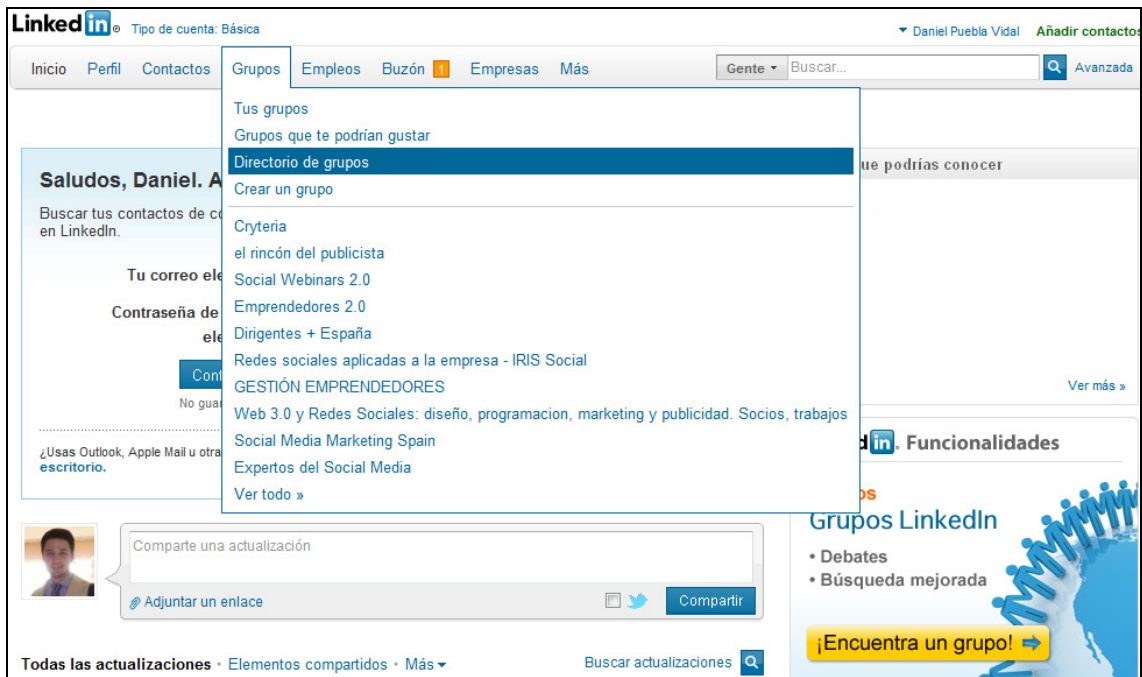 Linked in® Tipo de cuenta: Básica
Daniel Puebla Vidal Añadir contactos
Inicio Perfil Contactos Grupos Empleos Buzón 1 Empresas Más
Gente Buscar... Avanzada
Tus grupos
Grupos que te podrían gustar
Directorio de grupos
Crear un grupo
Cryteria
el rincón del publicista
Social Webinars 2.0
Emprendedores 2.0
Dirigentes + España
Redes sociales aplicadas a la empresa - IRIS Social
GESTIÓN EMPRENDEDORES
Web 3.0 y Redes Sociales: diseño, programacion, marketing y publicidad. Socios, trabajos
Social Media Marketing Spain
Expertos del Social Media
Ver todo »
Saludos, Daniel. A
Buscar tus contactos de co
en LinkedIn.
Tu correo ele
Contraseña de
ele
Cont
No guar
¿Usas Outlook, Apple Mail u otra
escritorio.
ue podrías conocer
Ver más »
d in. Funcionalidades
os
Grupos LinkedIn
• Debates
• Búsqueda mejorada
¡Encuentra un grupo!
Comparte una actualización
Adjuntar un enlace
Compartir
Todas las actualizaciones · Elementos compartidos · Más
Buscar actualizaciones